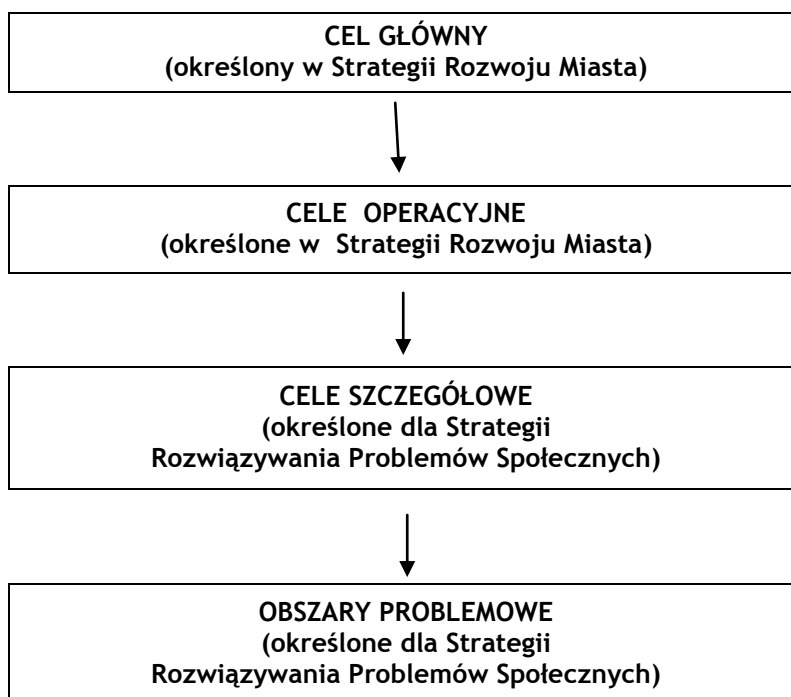 CEL GŁÓWNY
(określony w Strategii Rozwoju Miasta)
CELE OPERACYJNE
(określone w Strategii Rozwoju Miasta)
CELE SZCZEGÓŁOWE
(określone dla Strategii
Rozwiązywania Problemów Społecznych)
OBSZARY PROBLEMOWE
(określone dla Strategii
Rozwiązywania Problemów Społecznych)